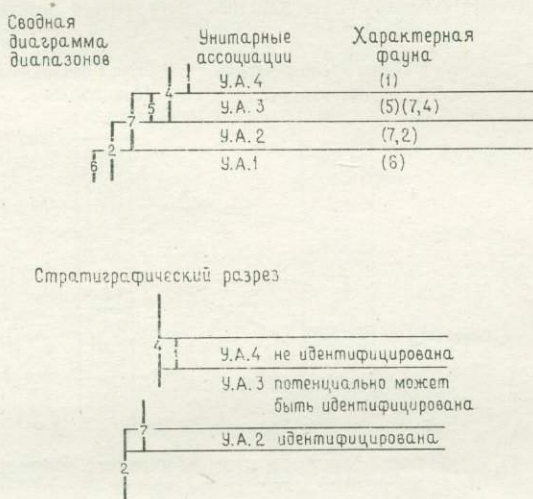 Сводная
диаграмма
диапазонов
Унитарные
ассоциации
Характерная
фауна
У.А.4 (1)
У.А.3 (5)(7,4)
У.А.2 (7,2)
У.А.1 (6)
4
5
7
2
6
Стратиграфический разрез
4
1
У.А.4 не идентифицирована
У.А.3 потенциально может
быть идентифицирована
7
У.А.2 идентифицирована
2